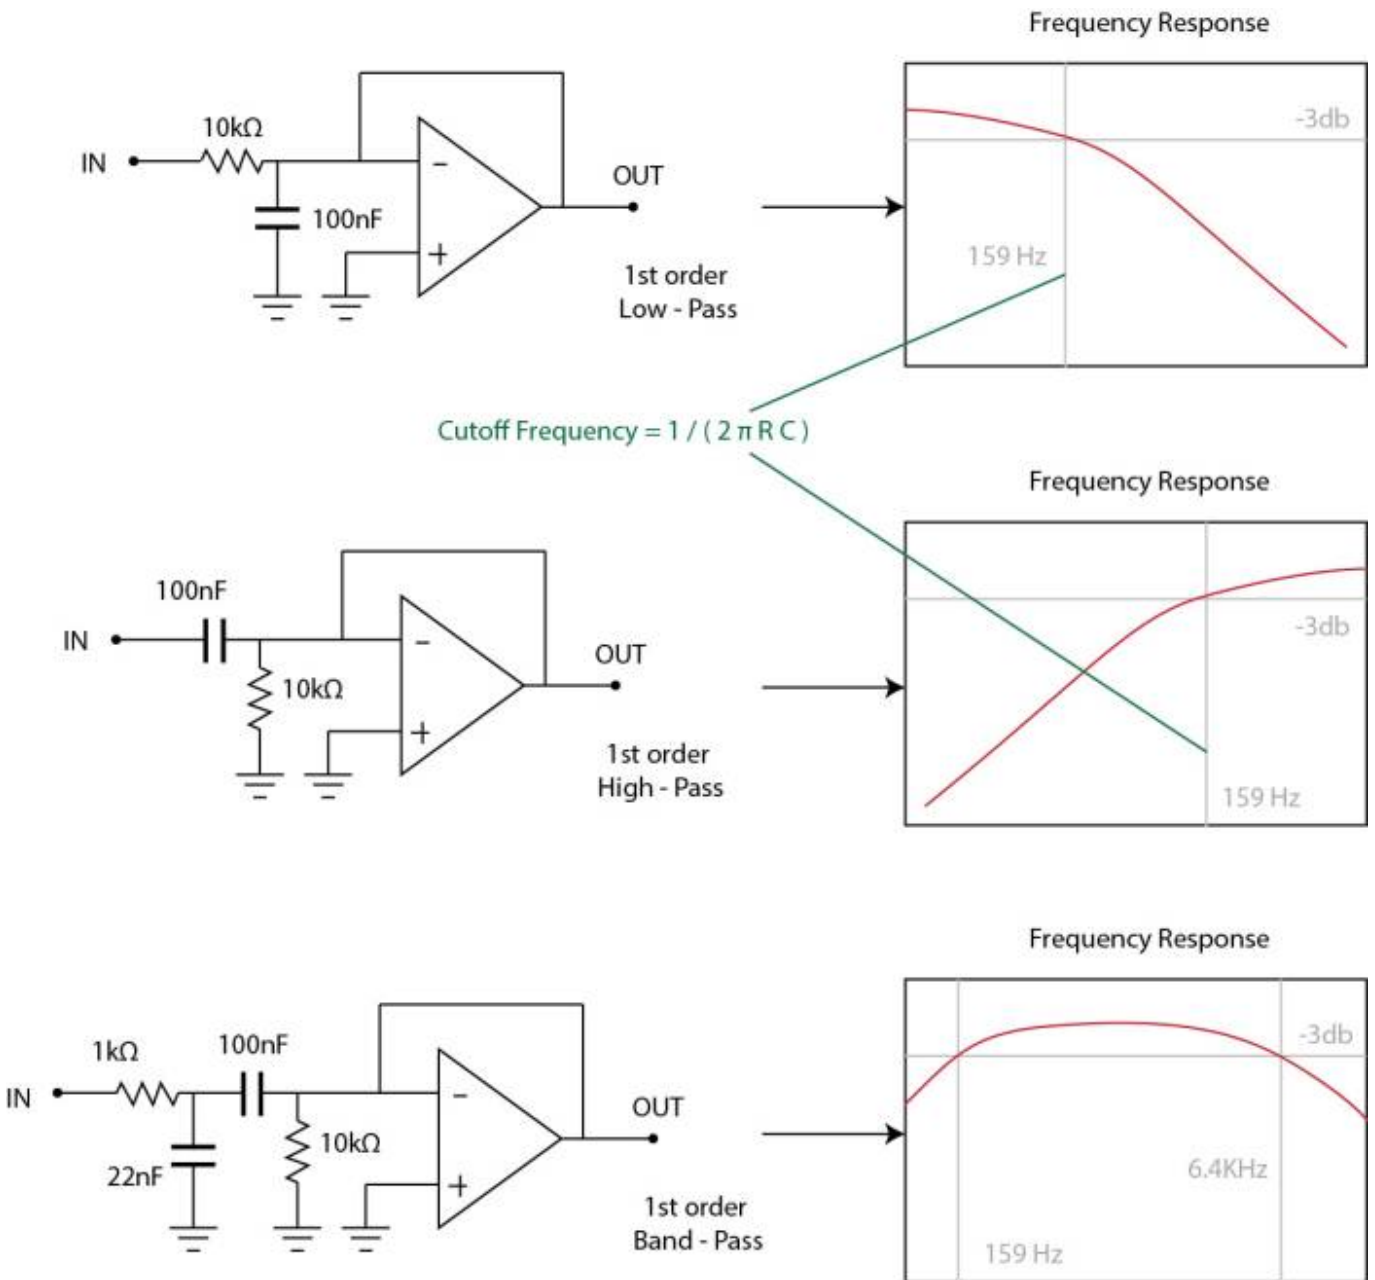 Frequency Response
10kΩ
IN
-
+
100nF
OUT
1st order
Low - Pass
-3db
159 Hz
Cutoff Frequency = 1 / ( 2 π R C )
Frequency Response
100nF
IN
-
+
10kΩ
OUT
1st order
High - Pass
-3db
159 Hz
Frequency Response
1kΩ
100nF
IN
-
+
22nF
10kΩ
OUT
1st order
Band - Pass
-3db
6.4KHz
159 Hz